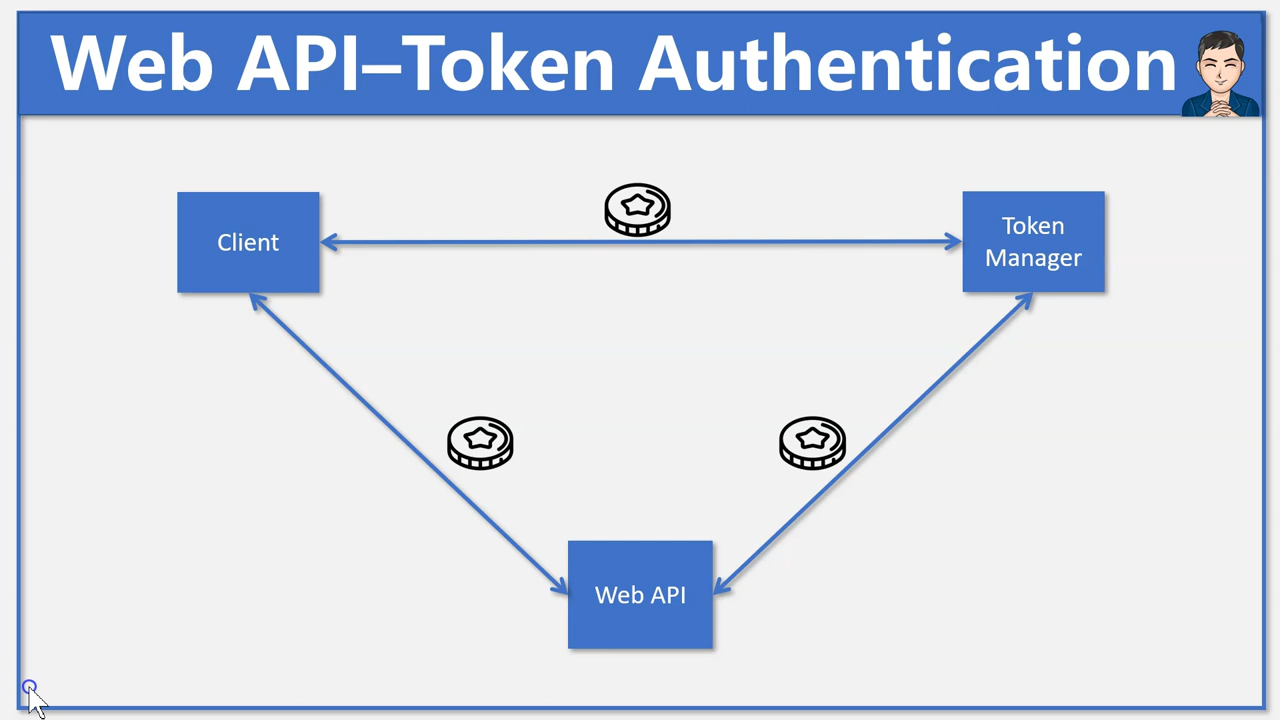 Web API–Token Authentication
Client
Token
Manager
Web API